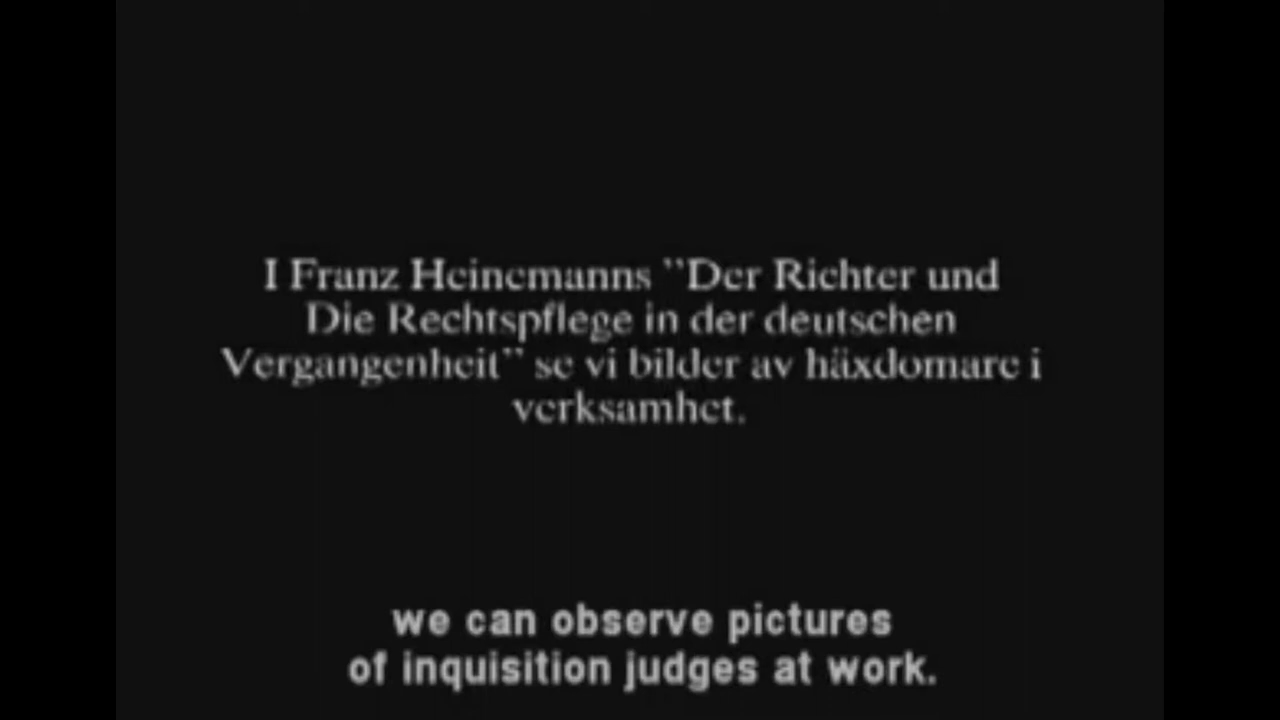 I Franz Heinemanns ”Der Richter und
Die Rechtspflege in der deutschen
Vergangenheit” se vi bilder av häxdomare i
verksamhet.
we can observe pictures
of inquisition judges at work.